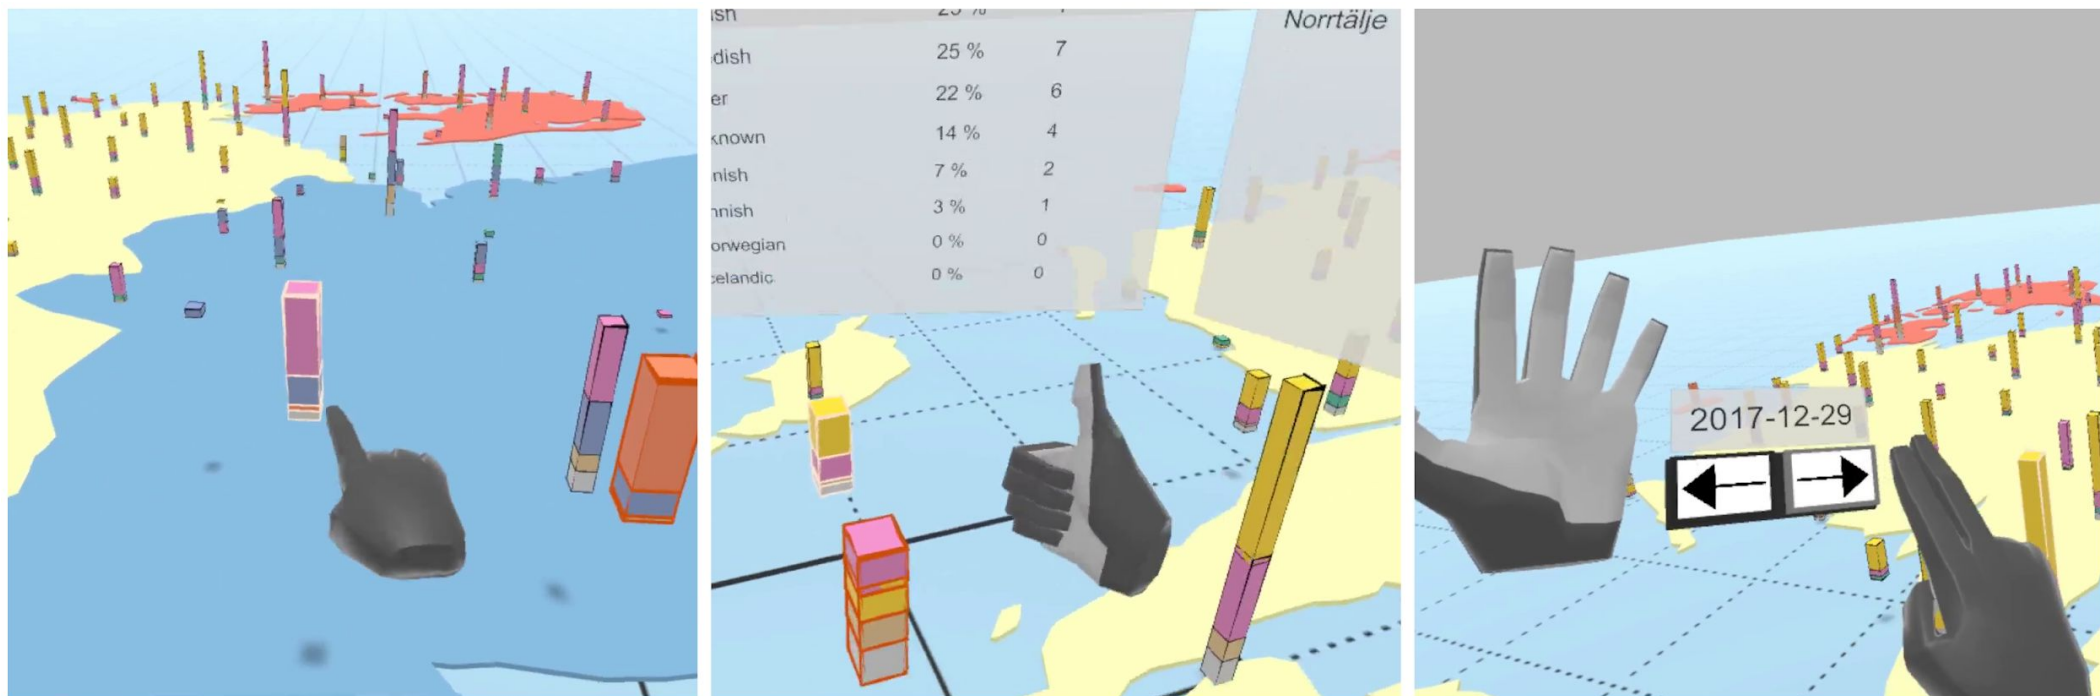 25 %
Norrtälje
dish 25 % 7
er 22 % 6
known 14 % 4
nish 7 % 2
nnish 3 % 1
orwegian 0 % 0
celandic 0 % 0
2017-12-29